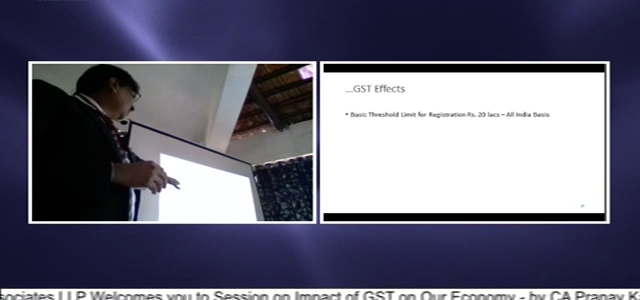 ...GST Effects
• Basic Threshold Limit for Registration Rs. 20 lacs – All India Basis
sociates LLP Welcomes you to Session on Impact of GST on Our Economy - by CA Pranay K